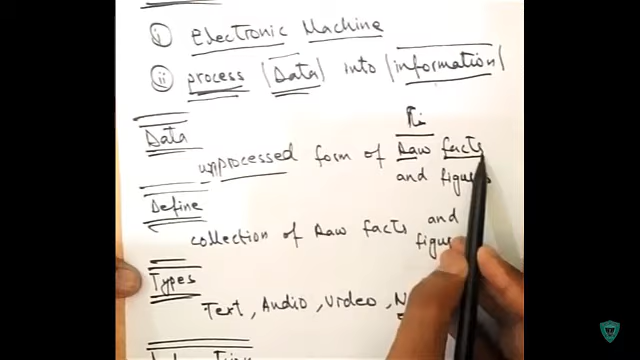 i) Electronic Machine
ii) process (Data) into |information|
Data
unprocessed form of Raw facts
and figures
Define
collection of Raw facts and
Types
Text, Audio, Video,